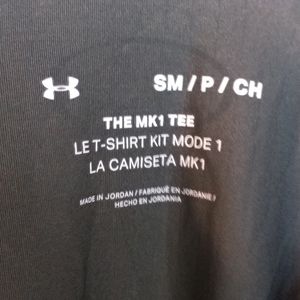 SM / P / CH
THE MK1 TEE
LE T-SHIRT KIT MODE 1
LA CAMISETA MK1
MADE IN JORDAN / FABRIQUÉ EN JORDANIE /
HECHO EN JORDANIA